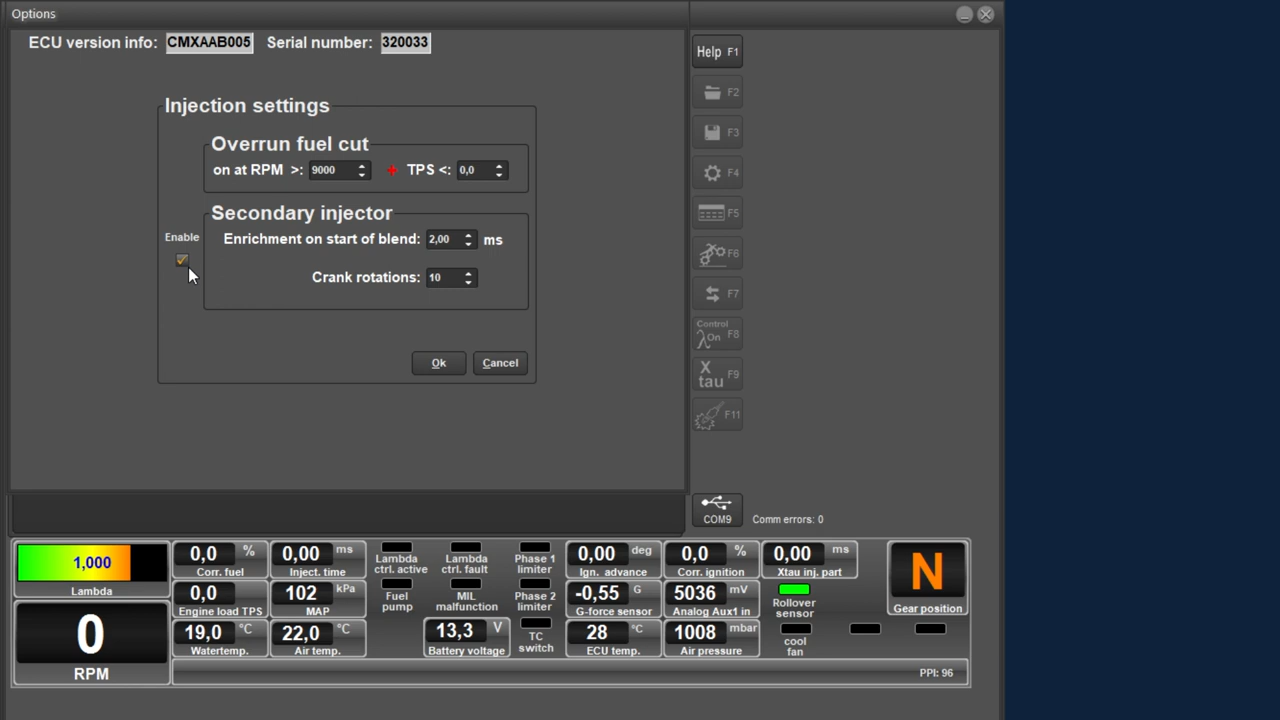 Options
ECU version info: CMXAAB005 Serial number: 320033
Injection settings
Overrun fuel cut
on at RPM >: 9000 + TPS <: 0,0
Secondary injector
Enable
Enrichment on start of blend: 2,00 ms
Crank rotations: 10
Ok Cancel
Help F1
F2
F3
F4
F5
F6
F7
Control
λ On F8
X
tau F9
F11
COM9 Comm errors: 0
1,000
Lambda
0
RPM
0,0 %
Corr. fuel
0,00 ms
Inject. time
0,0
Engine load TPS
102 kPa
MAP
19,0 °C
Watertemp.
22,0 °C
Air temp.
Lambda
ctrl. active
Lambda
ctrl. fault
Phase 1
limiter
Fuel
pump
MIL
malfunction
Phase 2
limiter
13,3 V
Battery voltage
TC
switch
0,00 deg
Ign. advance
0,0 %
Corr. ignition
0,00 ms
Xtau inj. part
-0,55 G
G-force sensor
5036 mV
Analog Aux1 in
Rollover
sensor
28 °C
ECU temp.
1008 mbar
Air pressure
cool
fan
N
Gear position
PPI: 96